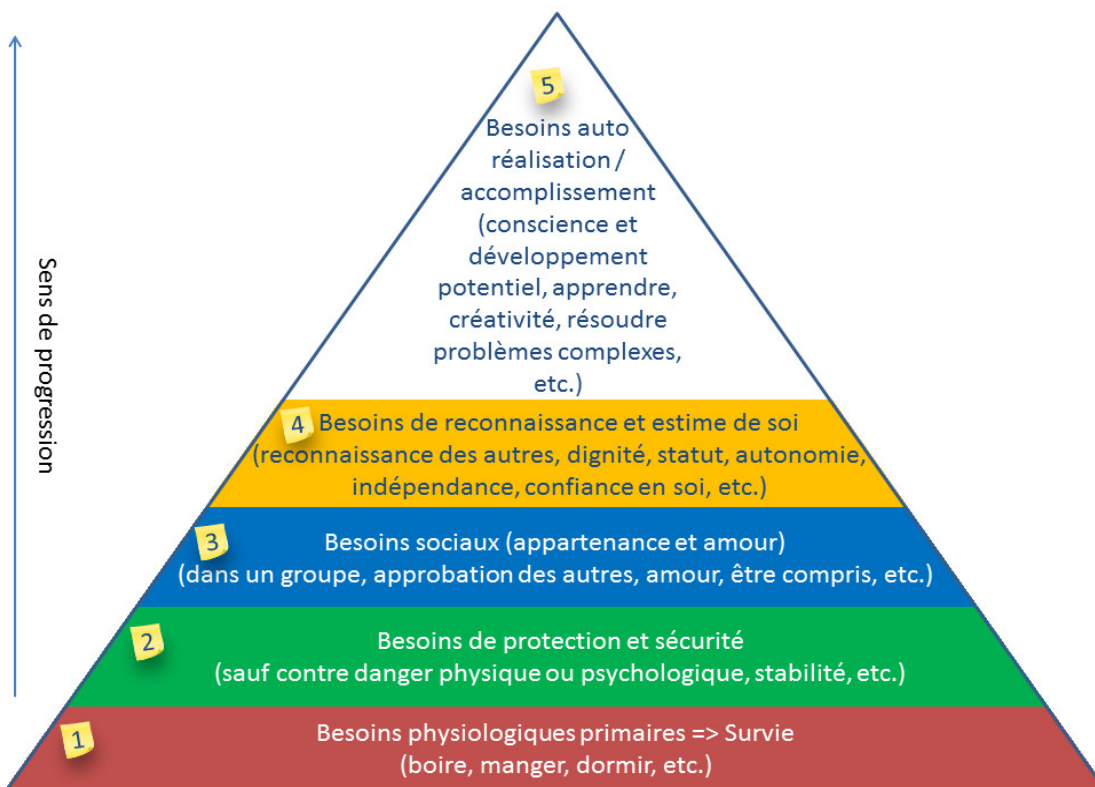 5
Besoins auto
réalisation /
accomplissement
(conscience et
développement
potentiel, apprendre,
créativité, résoudre
problèmes complexes,
etc.)
4
Besoins de reconnaissance et estime de soi
(reconnaissance des autres, dignité, statut, autonomie,
indépendance, confiance en soi, etc.)
3
Besoins sociaux (appartenance et amour)
(dans un groupe, approbation des autres, amour, être compris, etc.)
2
Besoins de protection et sécurité
(sauf contre danger physique ou psychologique, stabilité, etc.)
1
Besoins physiologiques primaires => Survie
(boire, manger, dormir, etc.)
Sens de progression